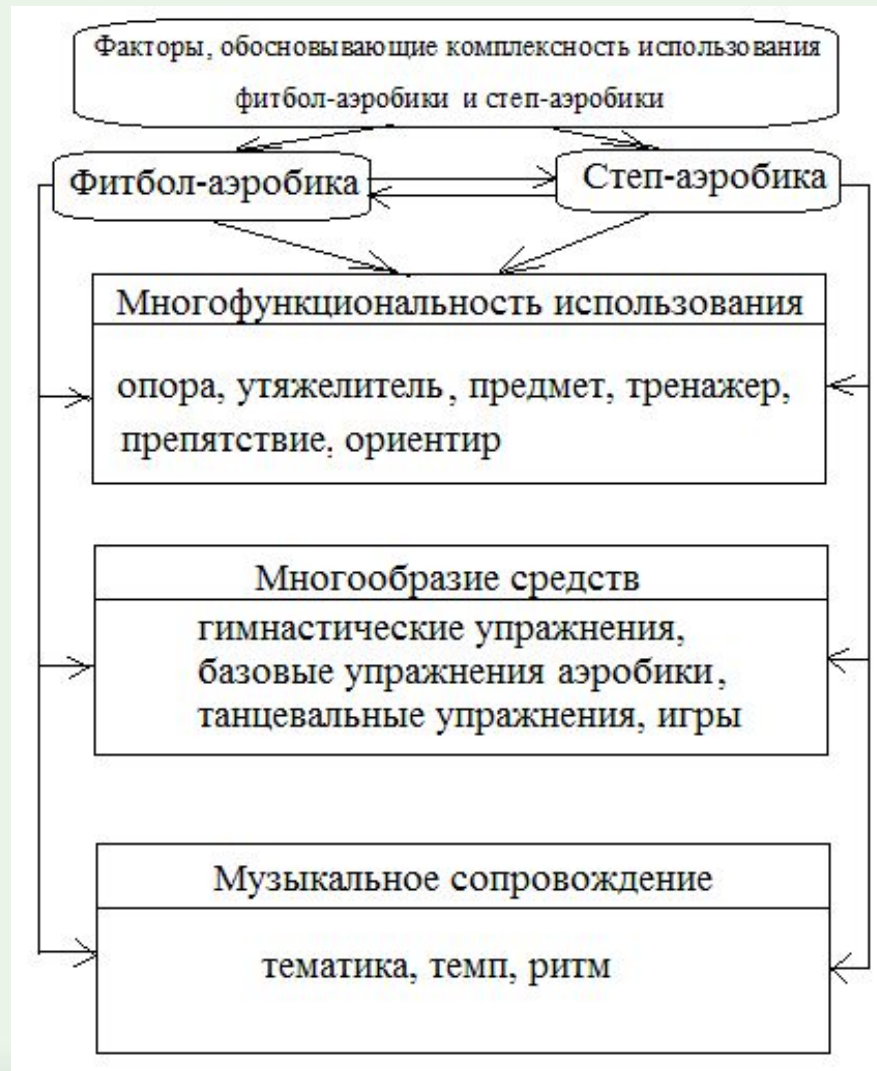 Факторы, обосновывающие комплексность использования
фитбол-аэробики и степ-аэробики
Фитбол-аэробика
Степ-аэробика
Многофункциональность использования
опора, утяжелитель, предмет, тренажер,
препятствие, ориентир
Многообразие средств
гимнастические упражнения,
базовые упражнения аэробики,
танцевальные упражнения, игры
Музыкальное сопровождение
тематика, темп, ритм